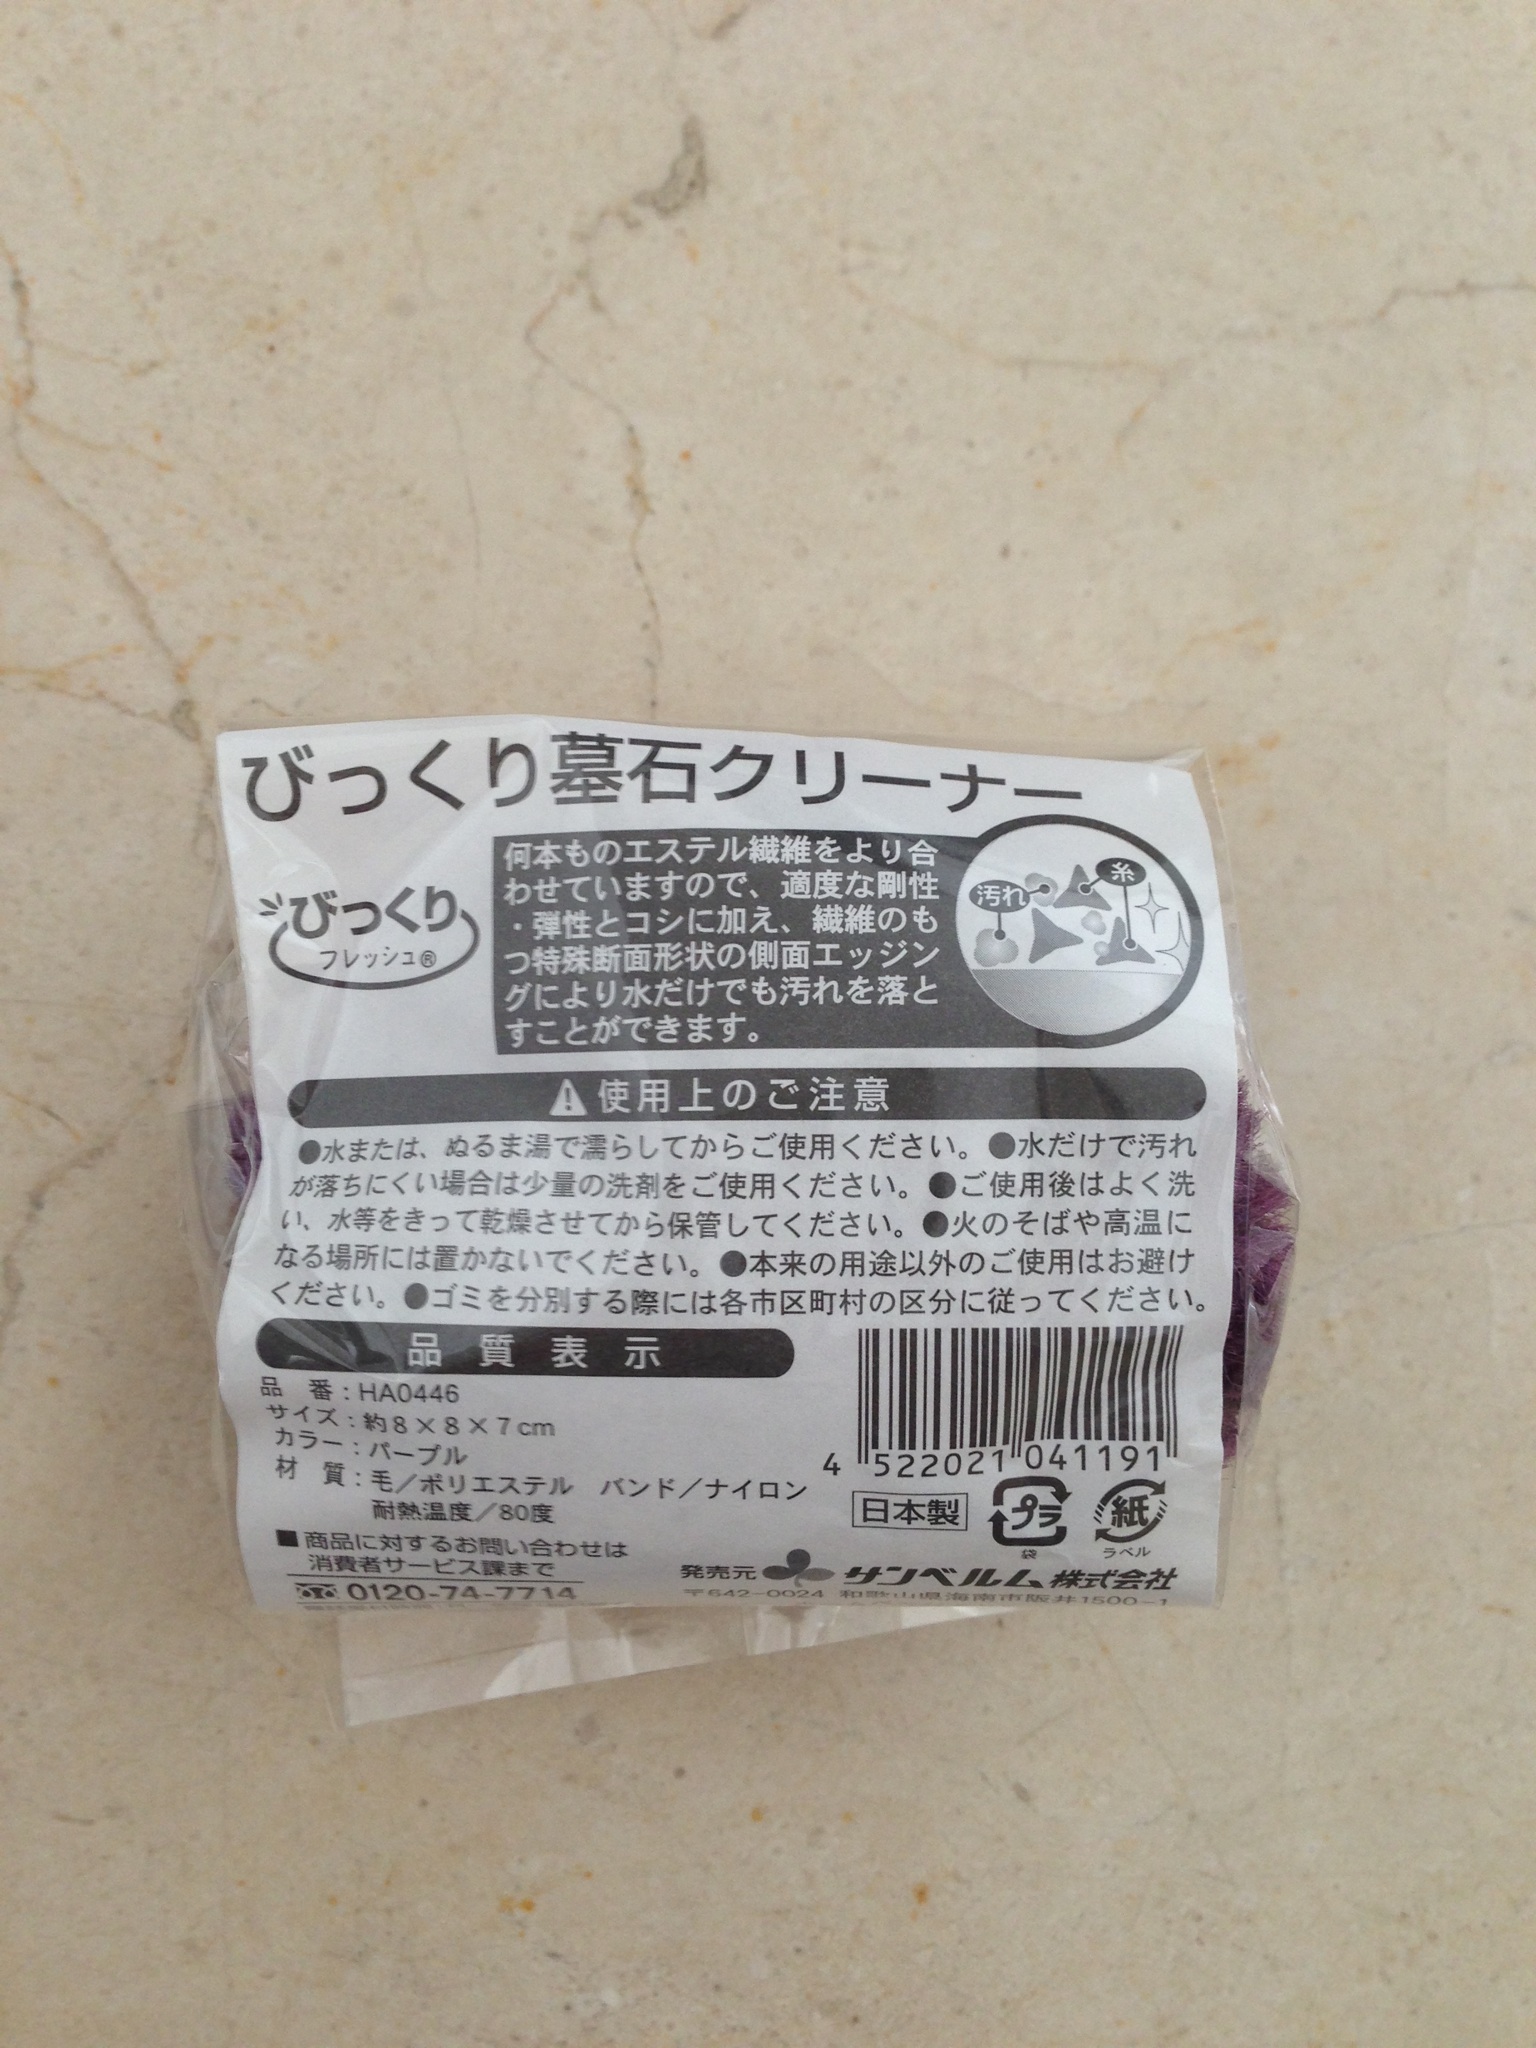 びっくり墓石クリーナー
びっくり
フレッシュ®
何本ものエステル繊維をより合
わせていますので、適度な剛性
・弾性とコシに加え、繊維のも
つ特殊断面形状の側面エッジン
グにより水だけでも汚れを落と
すことができます。
汚れ
糸
⚠使用上のご注意
●水または、ぬるま湯で濡らしてからご使用ください。●水だけで汚れ
が落ちにくい場合は少量の洗剤をご使用ください。●ご使用後はよく洗
い、水等をきって乾燥させてから保管してください。●火のそばや高温に
なる場所には置かないでください。●本来の用途以外のご使用はお避け
ください。●ゴミを分別する際には各市区町村の区分に従ってください。
品質表示
品　番：HA0446
サイズ：約8×8×7cm
カラー：パープル
材　質：毛／ポリエステル　バンド／ナイロン
耐熱温度／80度
■商品に対するお問い合わせは
消費者サービス課まで
0120-74-7714
4 522021 041191
日本製
プラ
袋
紙
ラベル
発売元 サンベルム株式会社
〒642-0024 和歌山県海南市阪井1500-1